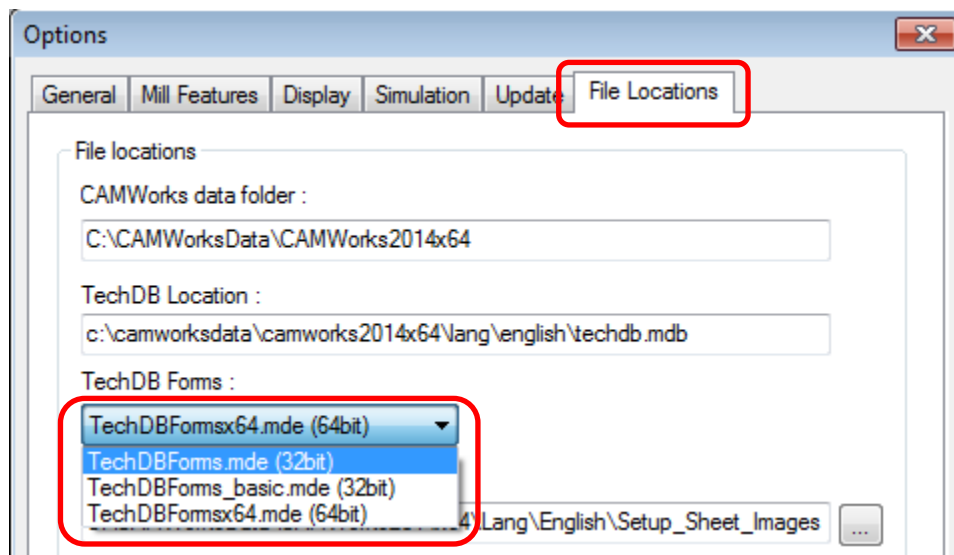 Options
General Mill Features Display Simulation Update File Locations
File locations
CAMWorks data folder :
C:\CAMWorksData\CAMWorks2014x64
TechDB Location :
c:\camworksdata\camworks2014x64\lang\english\techdb.mdb
TechDB Forms :
TechDBFormsx64.mde (64bit)
TechDBForms.mde (32bit)
TechDBForms_basic.mde (32bit)
TechDBFormsx64.mde (64bit)
4\Lang\English\Setup_Sheet_Images ...